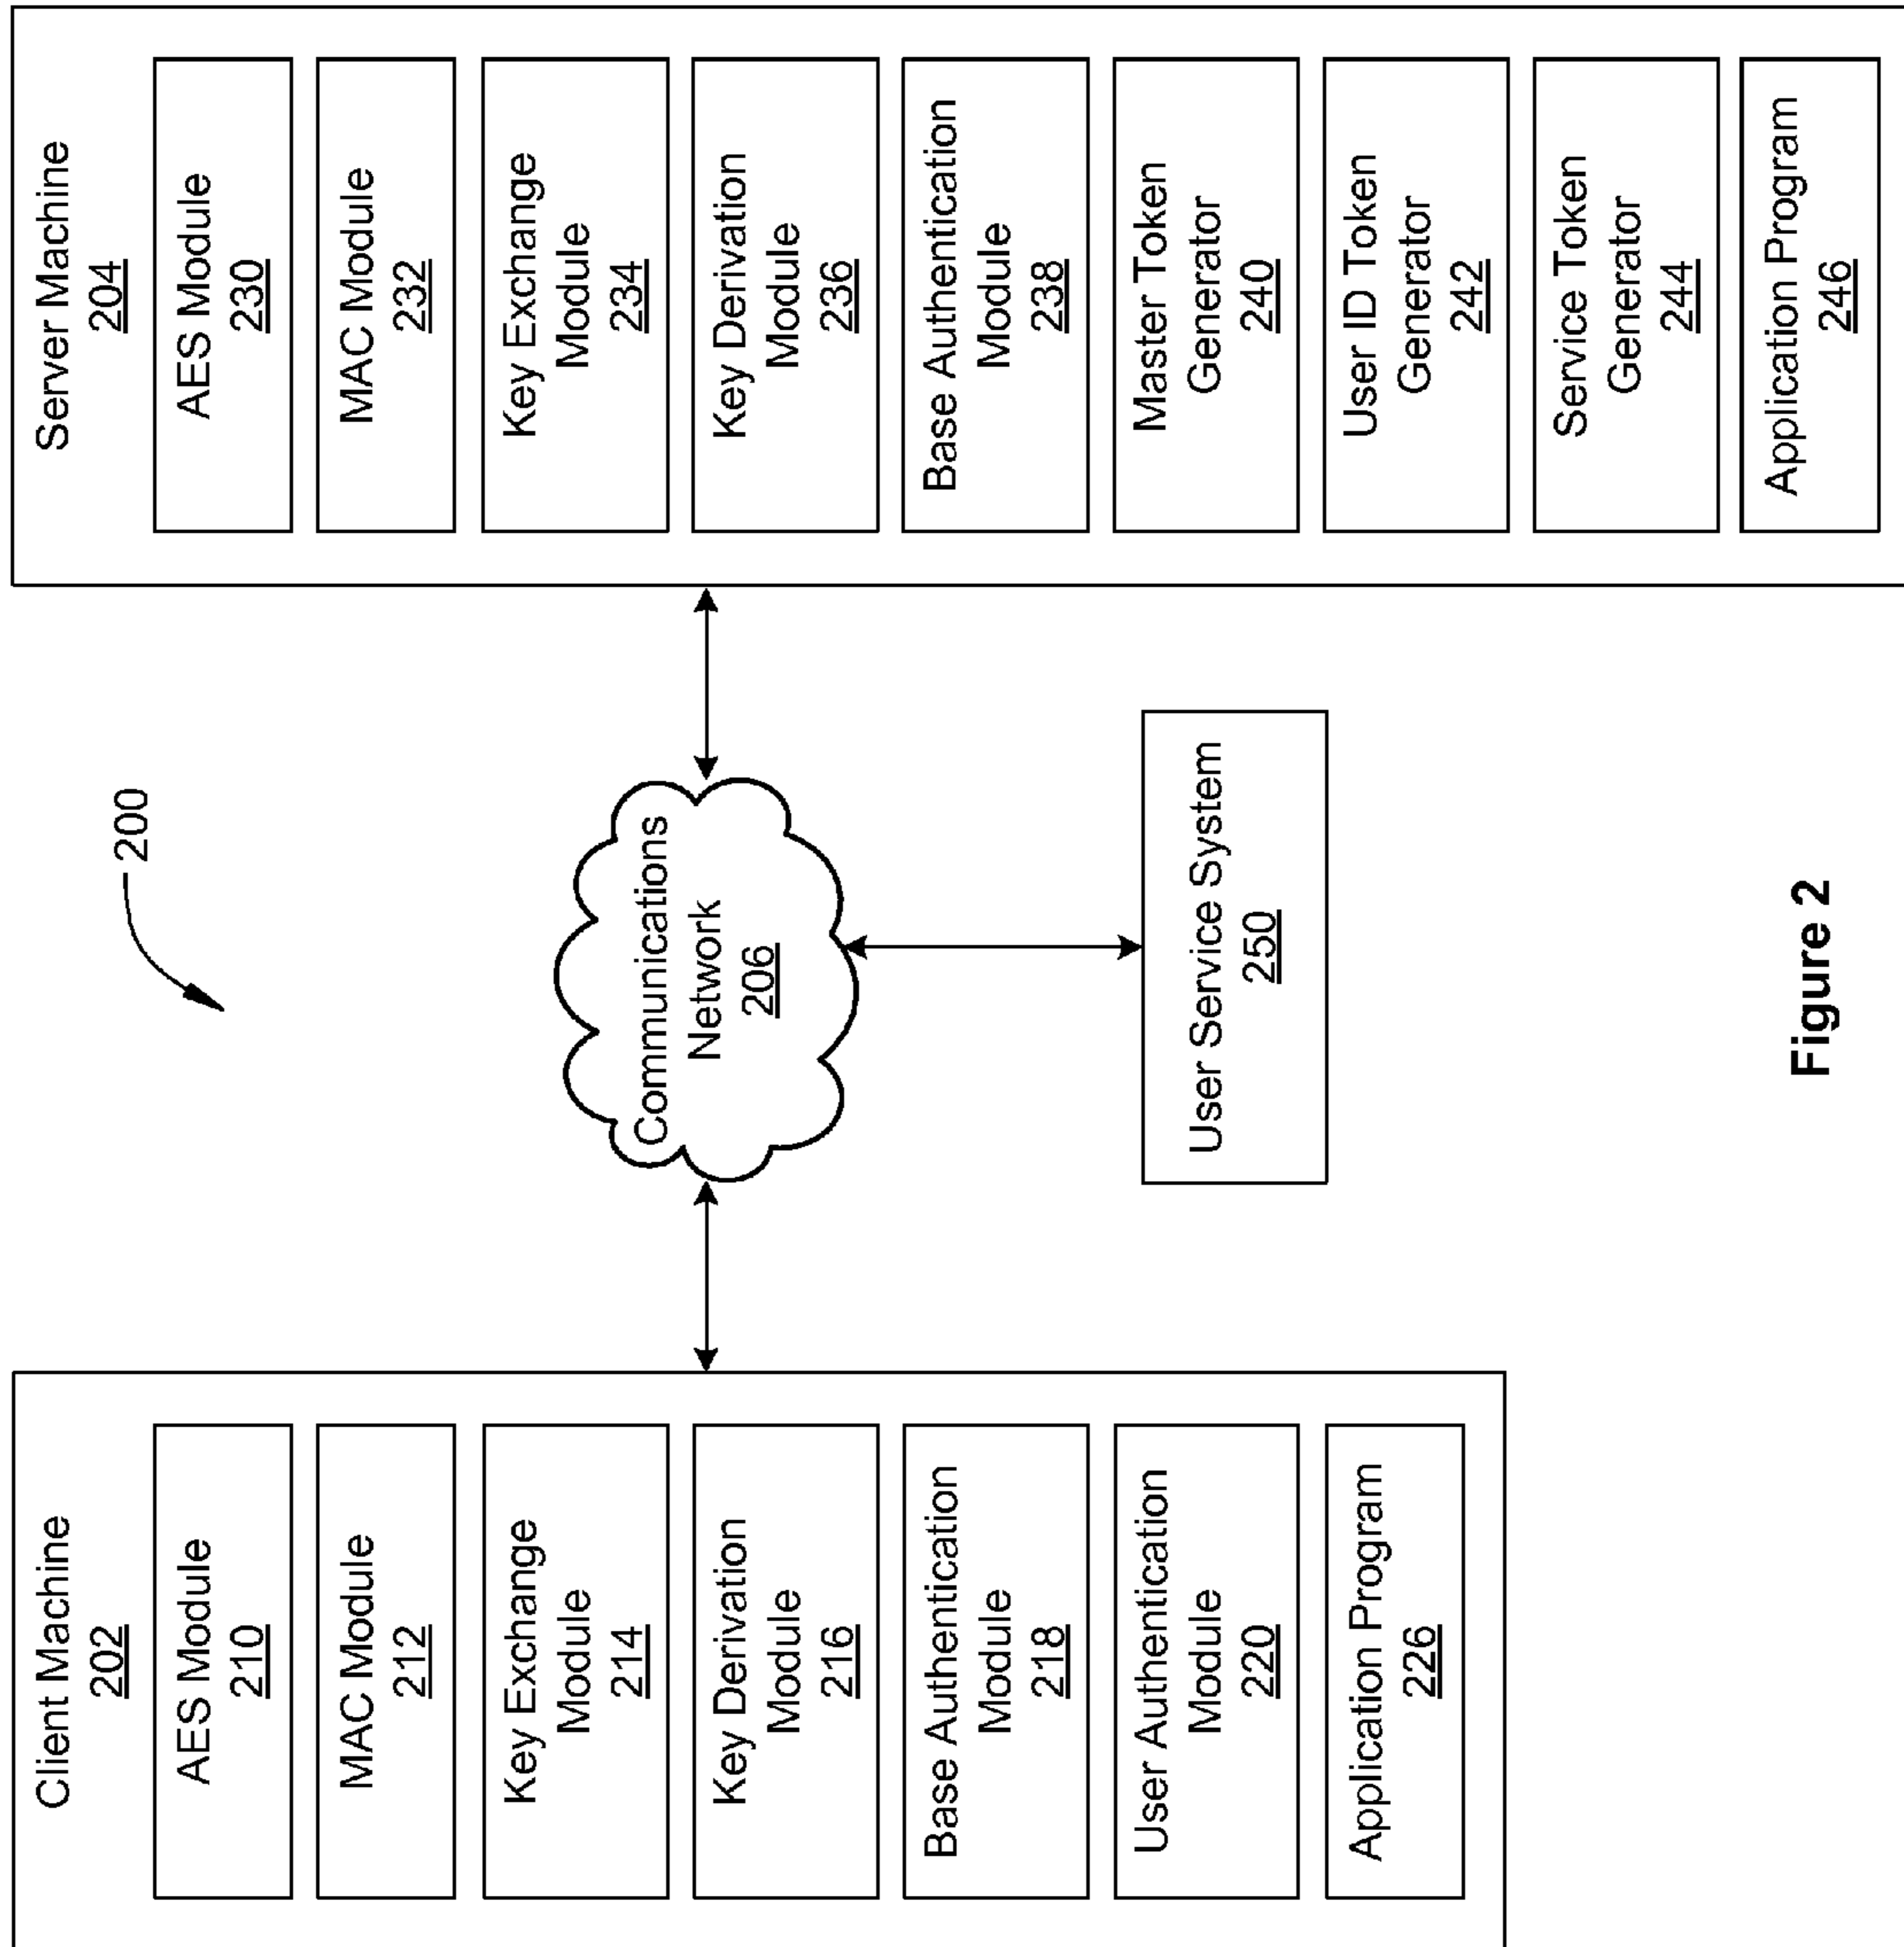 200
Client Machine
202
AES Module
210
MAC Module
212
Key Exchange
Module
214
Key Derivation
Module
216
Base Authentication
Module
218
User Authentication
Module
220
Application Program
226
Communications
Network
206
User Service System
250
Server Machine
204
AES Module
230
MAC Module
232
Key Exchange
Module
234
Key Derivation
Module
236
Base Authentication
Module
238
Master Token
Generator
240
User ID Token
Generator
242
Service Token
Generator
244
Application Program
246
Figure 2